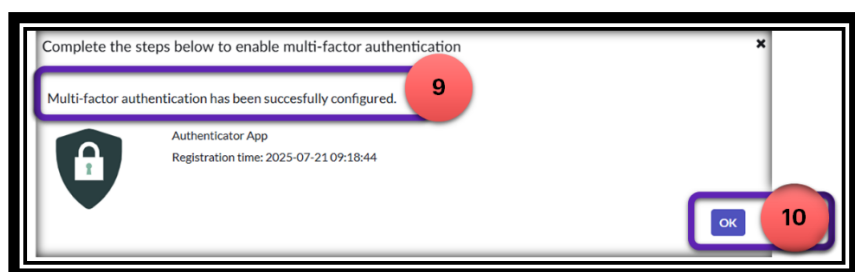 Complete the steps below to enable multi-factor authentication
×
Multi-factor authentication has been succesfully configured.
9
Authenticator App
Registration time: 2025-07-21 09:18:44
OK
10